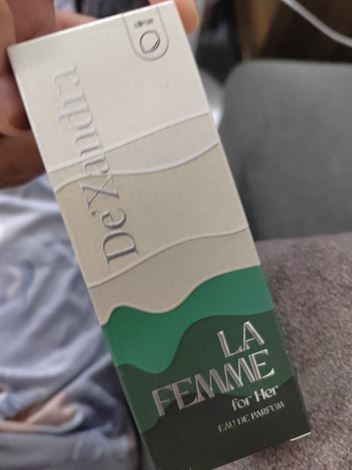 De'xandra
LA
FEMME
for Her
EAU DE PARFUM